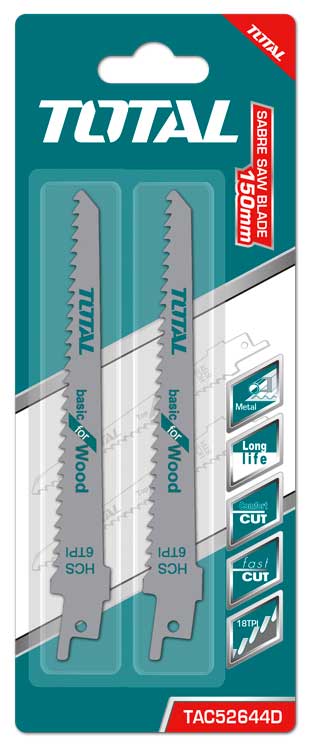 TOTAL
TOTAL
SABRE SAW BLADE
150mm
TOTAL
basic for Wood
HCS
6TPI
TOTAL
basic for Wood
HCS
6TPI
Metal
Long
life
Comfort
CUT
fast
CUT
18TPI
TAC52644D